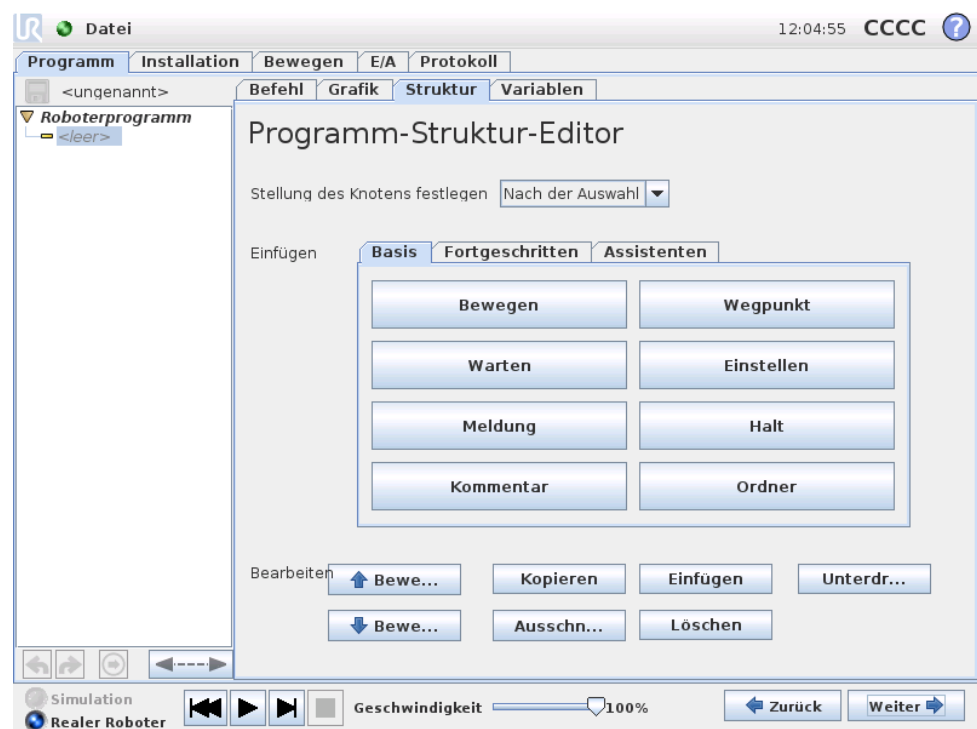 UR Datei 12:04:55 CCCC ?
Programm Installation Bewegen E/A Protokoll
<ungenannt> Befehl Grafik Struktur Variablen
Roboterprogramm
<leer>
Programm-Struktur-Editor
Stellung des Knotens festlegen Nach der Auswahl
Einfügen Basis Fortgeschritten Assistenten
Bewegen Wegpunkt
Warten Einstellen
Meldung Halt
Kommentar Ordner
Bearbeiten Bewe... Kopieren Einfügen Unterdr...
Bewe... Ausschn... Löschen
Simulation
Realer Roboter
Geschwindigkeit 100% Zurück Weiter